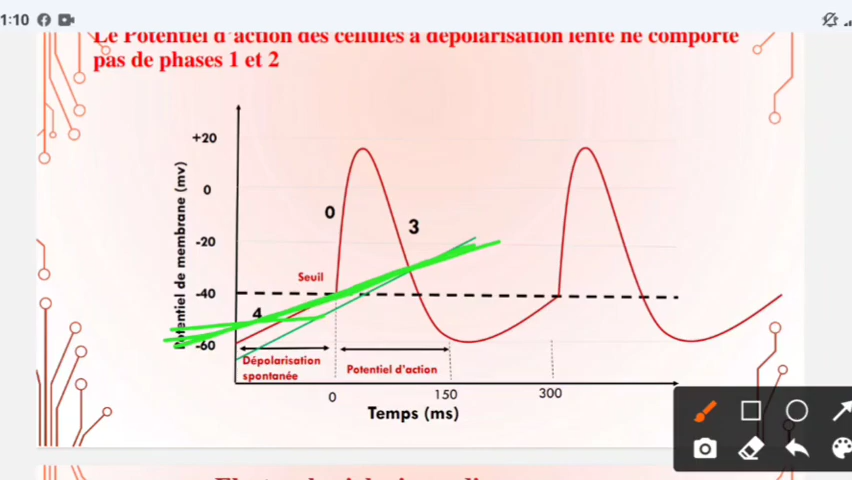 1:10
Le Potentiel d'action des cellules à dépolarisation lente ne comporte
pas de phases 1 et 2
Potentiel de membrane (mv)
+20
0
-20
-40
-60
0
3
Seuil
4
Dépolarisation
spontanée
Potentiel d'action
0
150
300
Temps (ms)